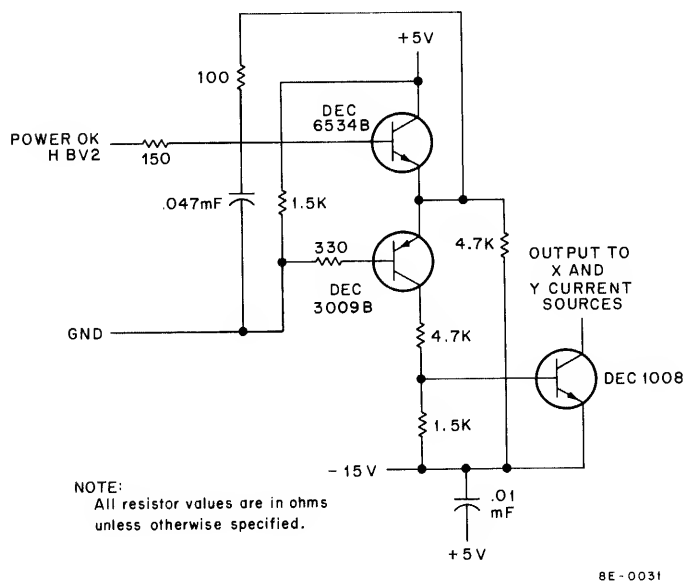 +5V
100
DEC
6534B
POWER OK
H BV2
150
.047mF
1.5K
330
4.7K
DEC
3009B
OUTPUT TO
X AND
Y CURRENT
SOURCES
GND
4.7K
DEC 1008
1.5K
-15V
NOTE:
All resistor values are in ohms
unless otherwise specified.
.01
mF
+5V
8E-0031